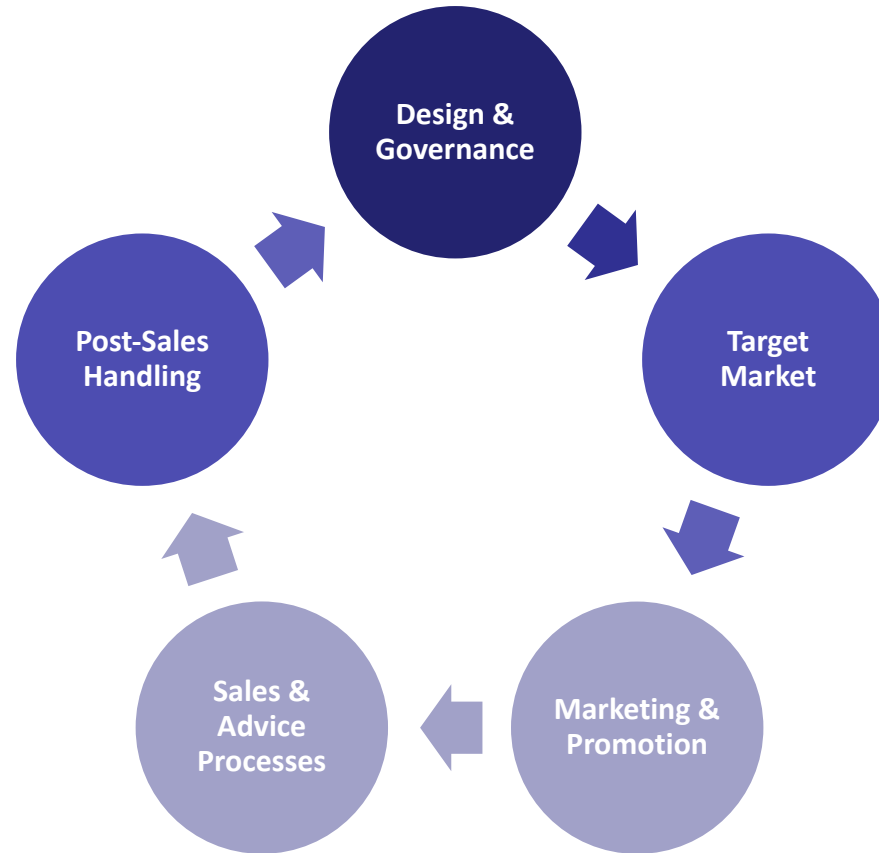 Design &
Governance
Target
Market
Marketing &
Promotion
Sales &
Advice
Processes
Post-Sales
Handling